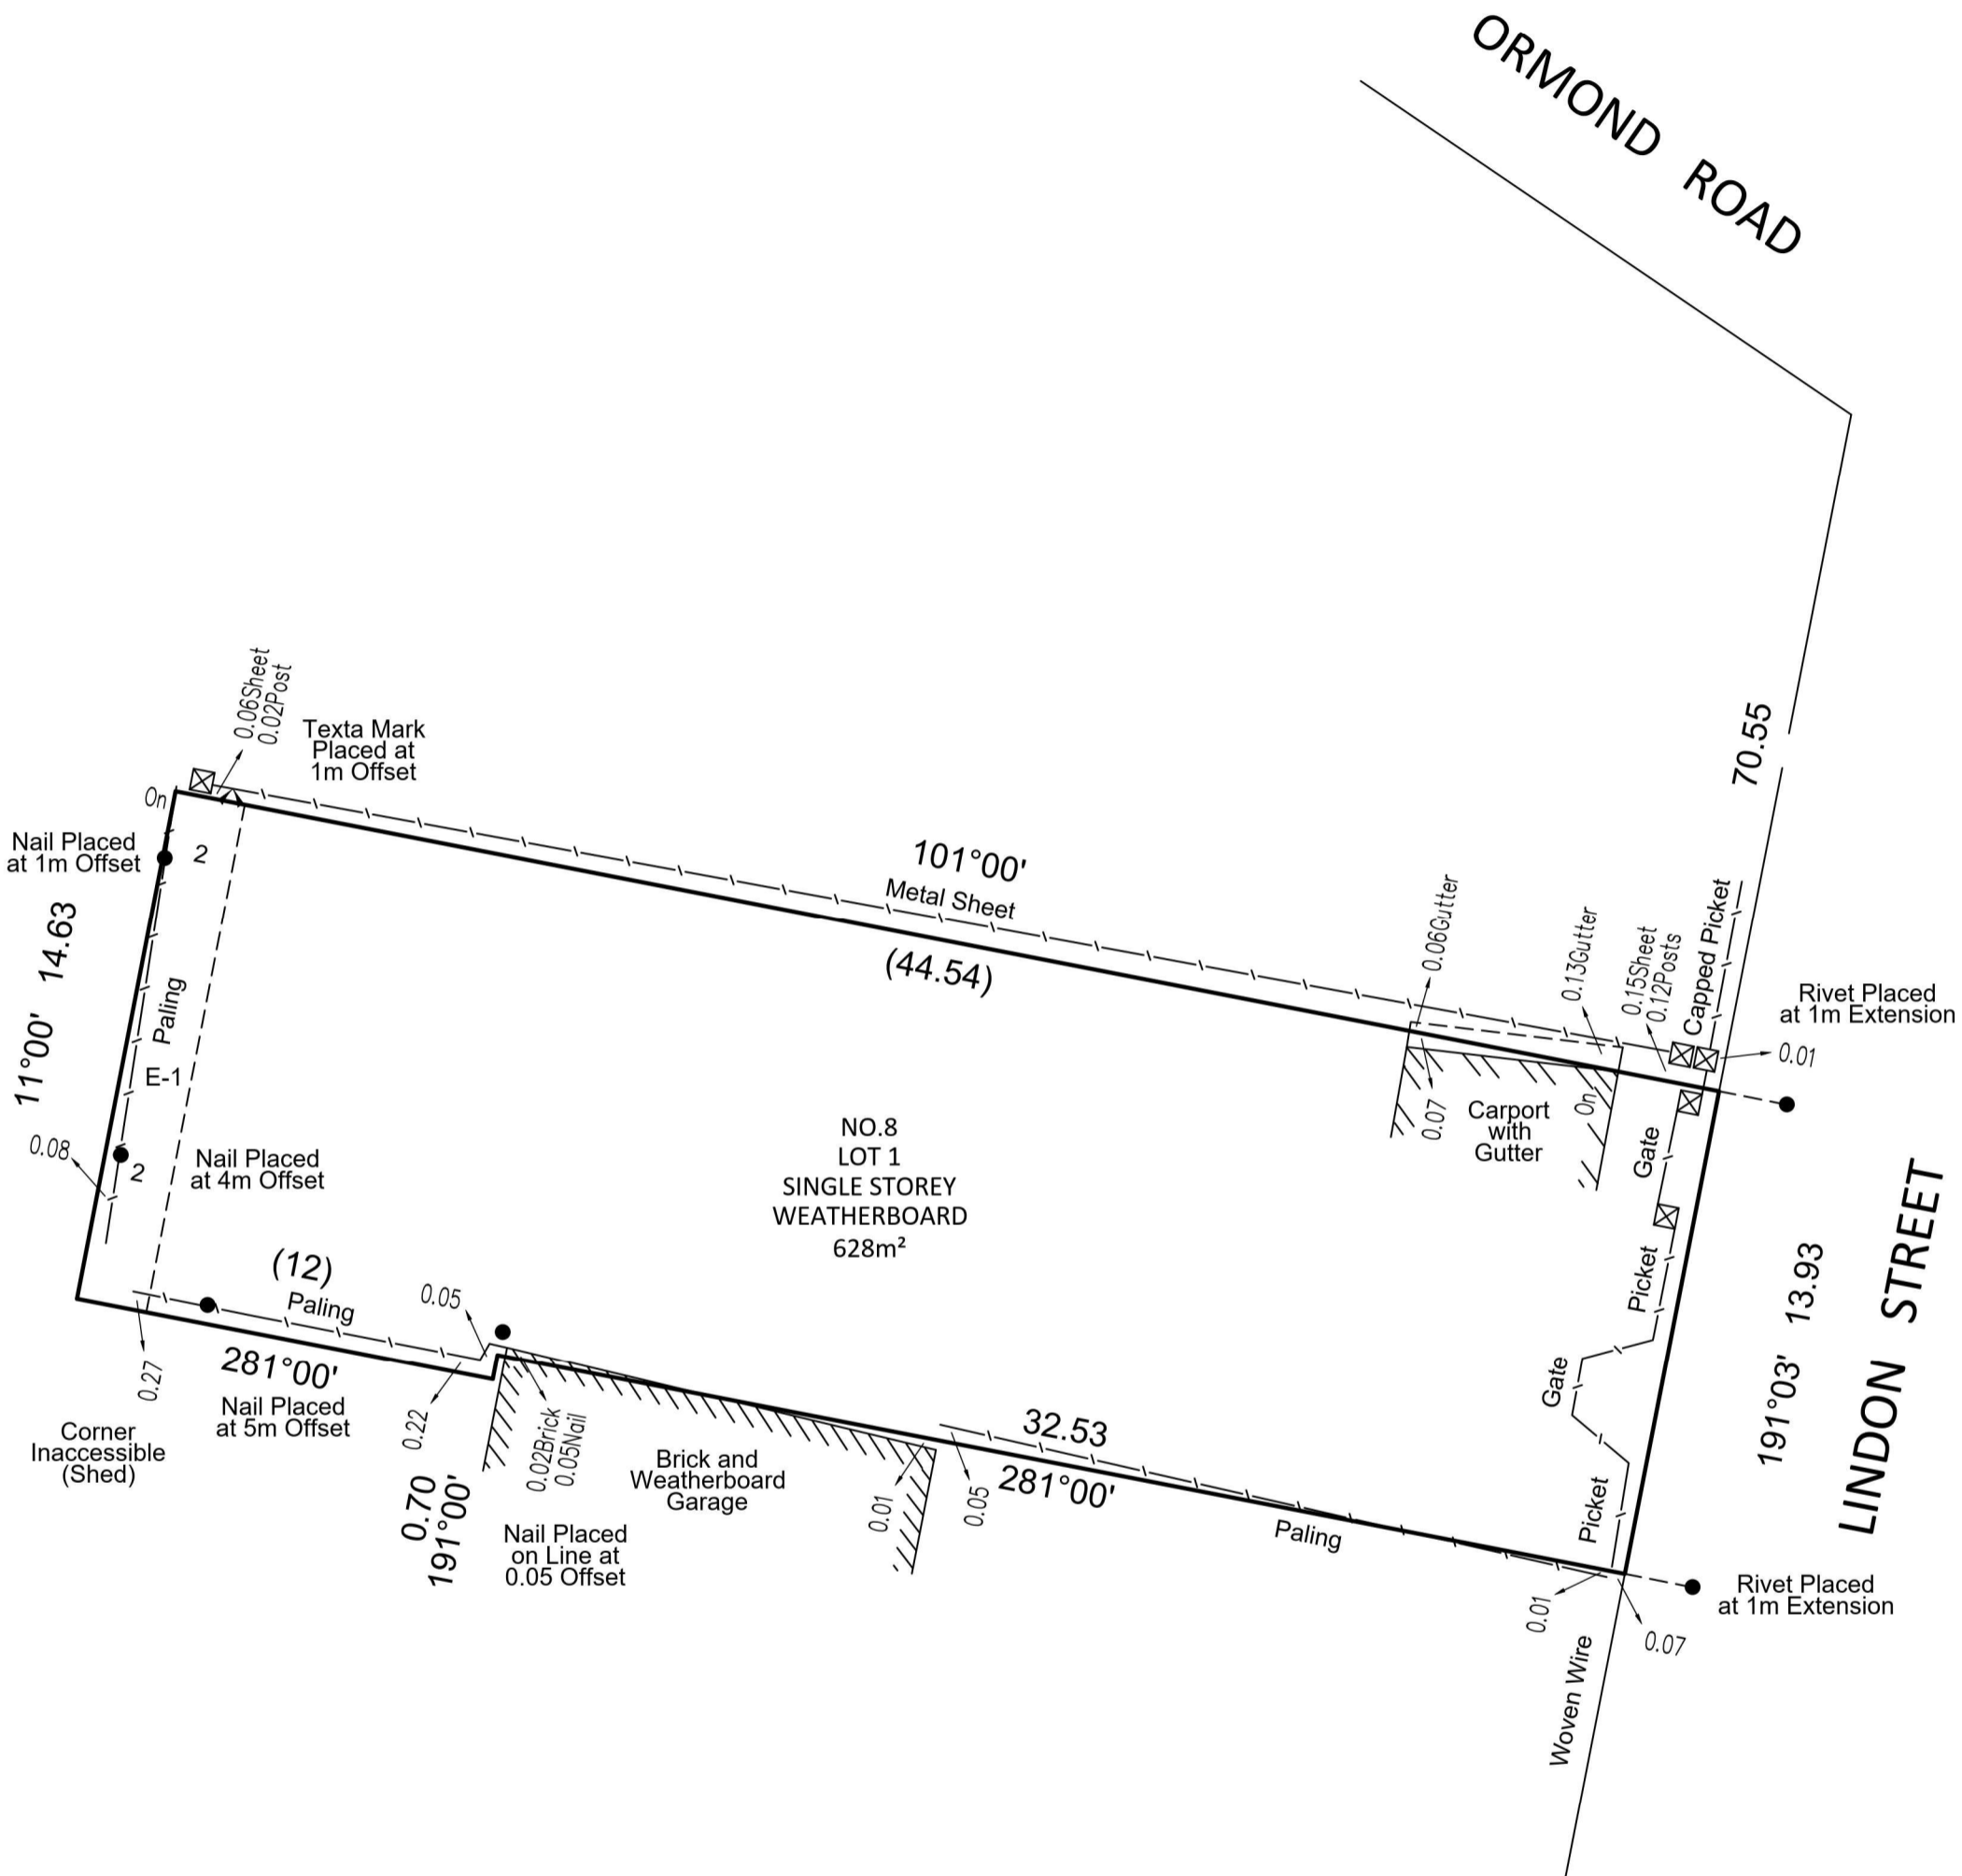 ORMOND ROAD
70.55
0.06Sheet
0.02Post
Texta Mark
Placed at
1m Offset
On
Nail Placed
at 1m Offset
2
101°00'
Metal Sheet
(44.54)
0.06Gutter
0.13Gutter
0.15Sheet
0.12Posts
Capped Picket
Rivet Placed
at 1m Extension
0.01
14.63
11°00'
Paling
E-1
0.08
2
Nail Placed
at 4m Offset
NO.8
LOT 1
SINGLE STOREY
WEATHERBOARD
628m²
0.07
Carport
with
Gutter
On
Gate
Picket
Gate
Picket
13.93
191°03'
LINDON STREET
(12)
Paling
0.05
0.27
281°00'
Nail Placed
at 5m Offset
Corner
Inaccessible
(Shed)
0.22
0.70
191°00'
0.02Brick
0.05Nail
Nail Placed
on Line at
0.05 Offset
Brick and
Weatherboard
Garage
0.01
0.05
32.53
281°00'
Paling
0.01
0.07
Rivet Placed
at 1m Extension
Woven Wire